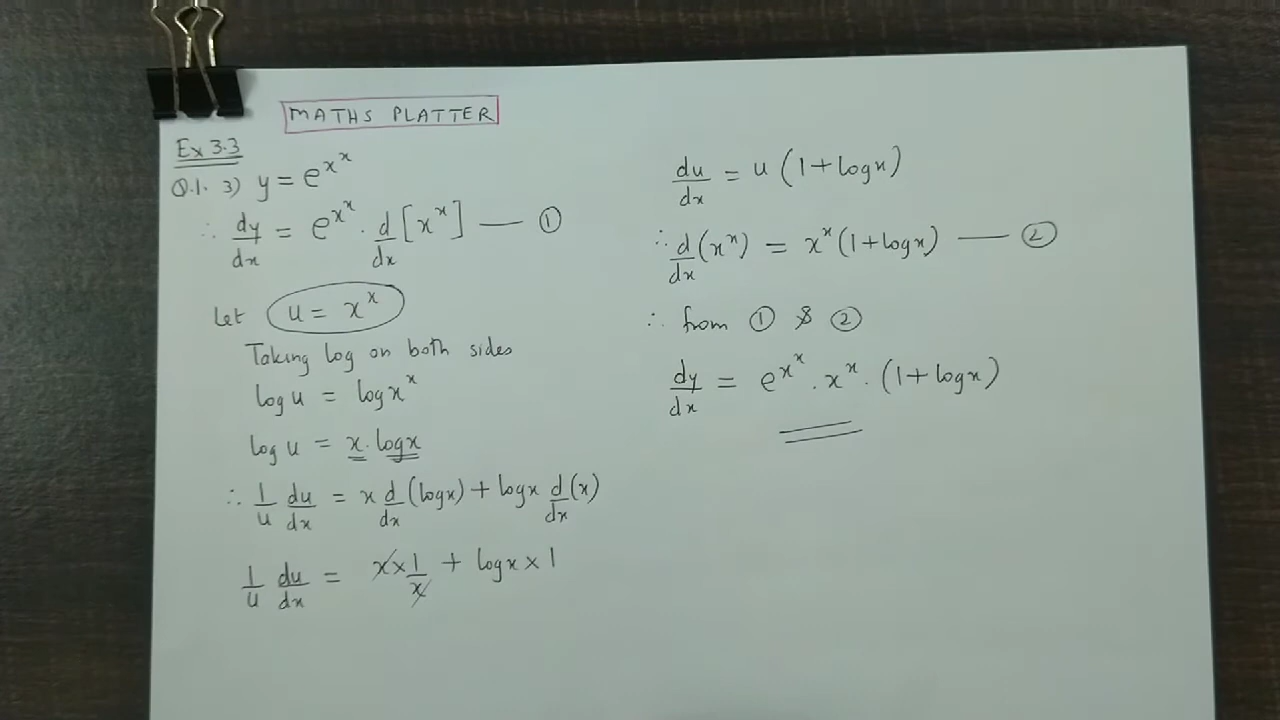 MATHS PLATTER
Ex 3.3
Q.1. 3) y = e^{x^x}
∴ dy/dx = e^{x^x} · d/dx [x^x] — ①
Let u = x^x
Taking log on both sides
log u = log x^x
log u = x · log x
∴ 1/u du/dx = x d/dx (log x) + log x d/dx (x)
1/u du/dx = x × 1/x + log x × 1
du/dx = u (1 + log x)
∴ d/dx (x^x) = x^x (1 + log x) — ②
∴ from ① & ②
dy/dx = e^{x^x} · x^x · (1 + log x)